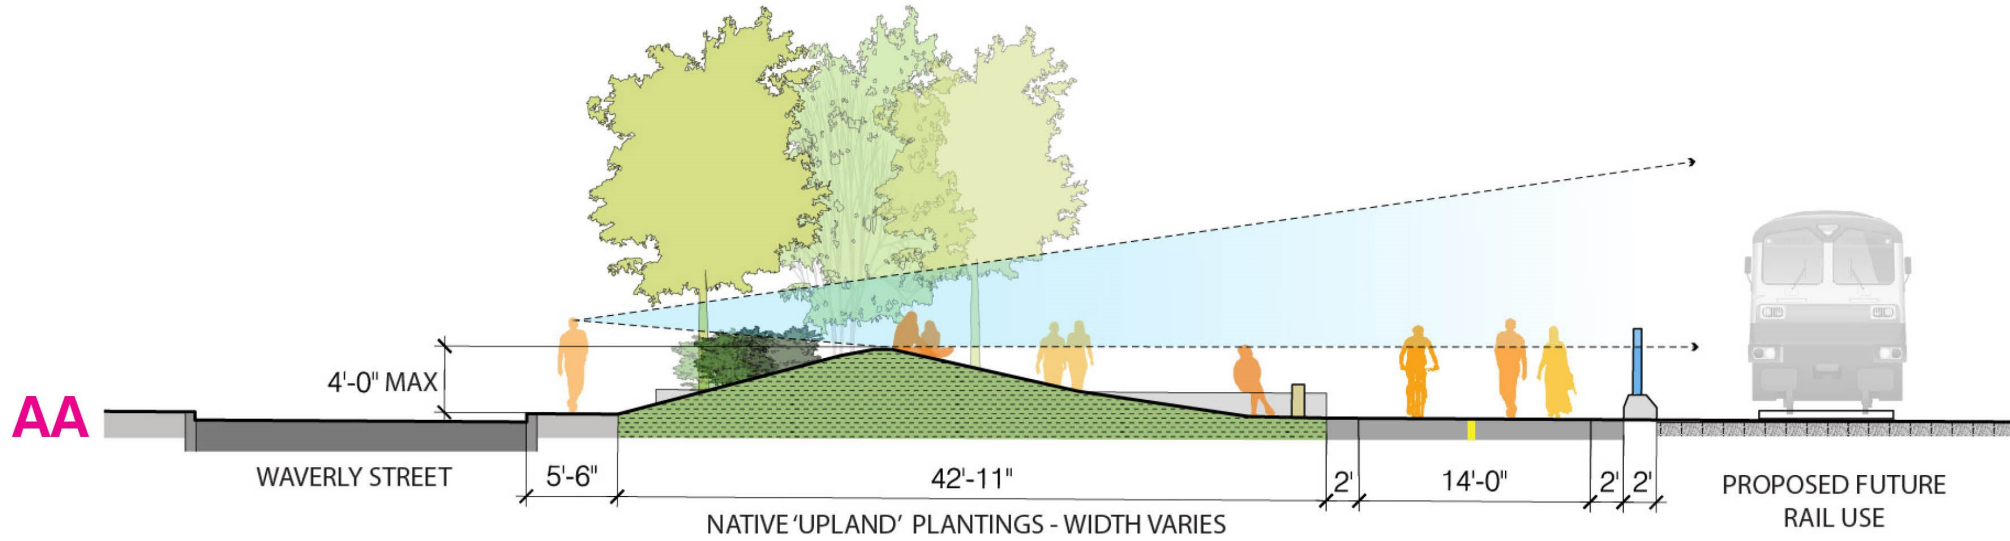 4'-0" MAX
AA
WAVERLY STREET
5'-6"
42'-11"
2'
14'-0"
2'
2'
NATIVE 'UPLAND' PLANTINGS - WIDTH VARIES
PROPOSED FUTURE
RAIL USE